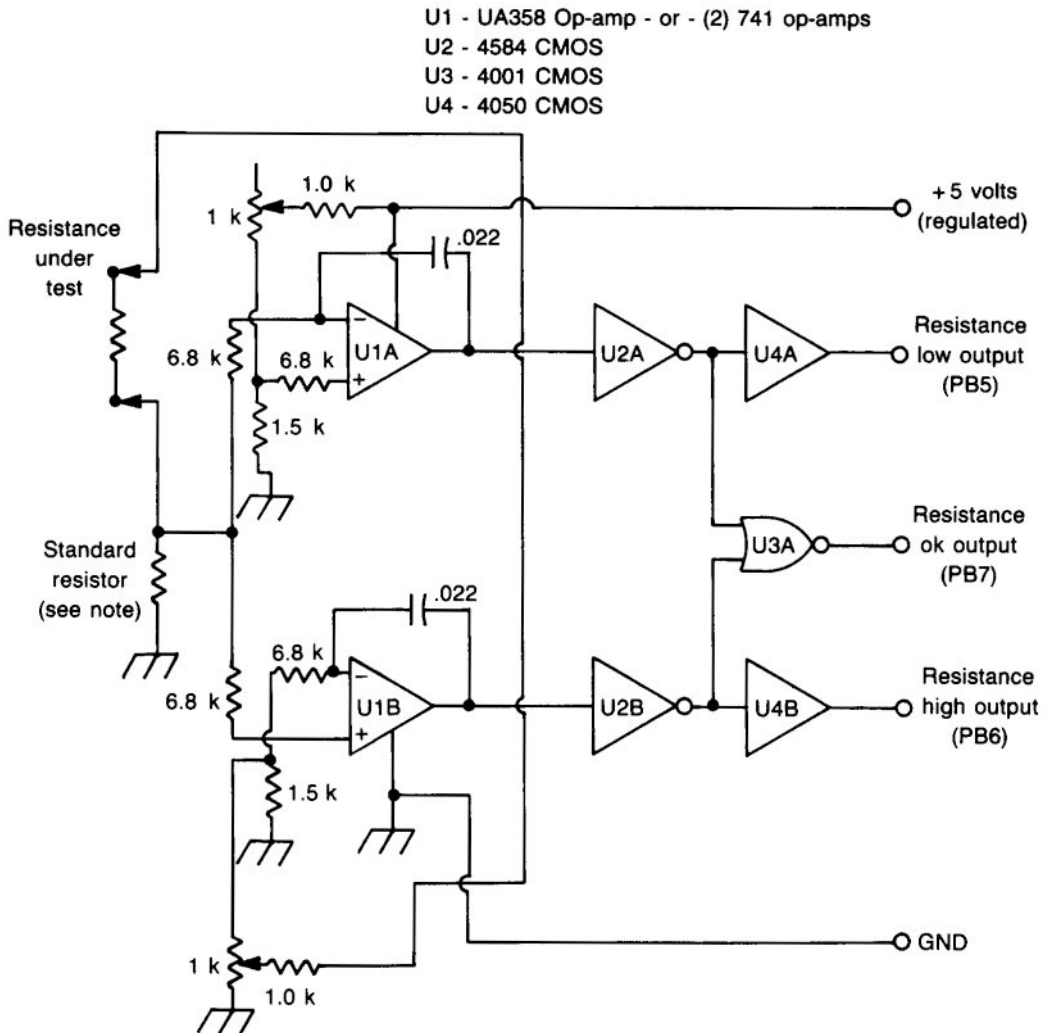 U1 - UA358 Op-amp - or - (2) 741 op-amps
U2 - 4584 CMOS
U3 - 4001 CMOS
U4 - 4050 CMOS
1.0 k
1 k
+5 volts
(regulated)
Resistance
under
test
.022
-
U1A
+
6.8 k
6.8 k
1.5 k
U2A
U4A
Resistance
low output
(PB5)
Standard
resistor
(see note)
U3A
Resistance
ok output
(PB7)
.022
6.8 k
6.8 k
-
U1B
+
1.5 k
U2B
U4B
Resistance
high output
(PB6)
1 k
1.0 k
GND